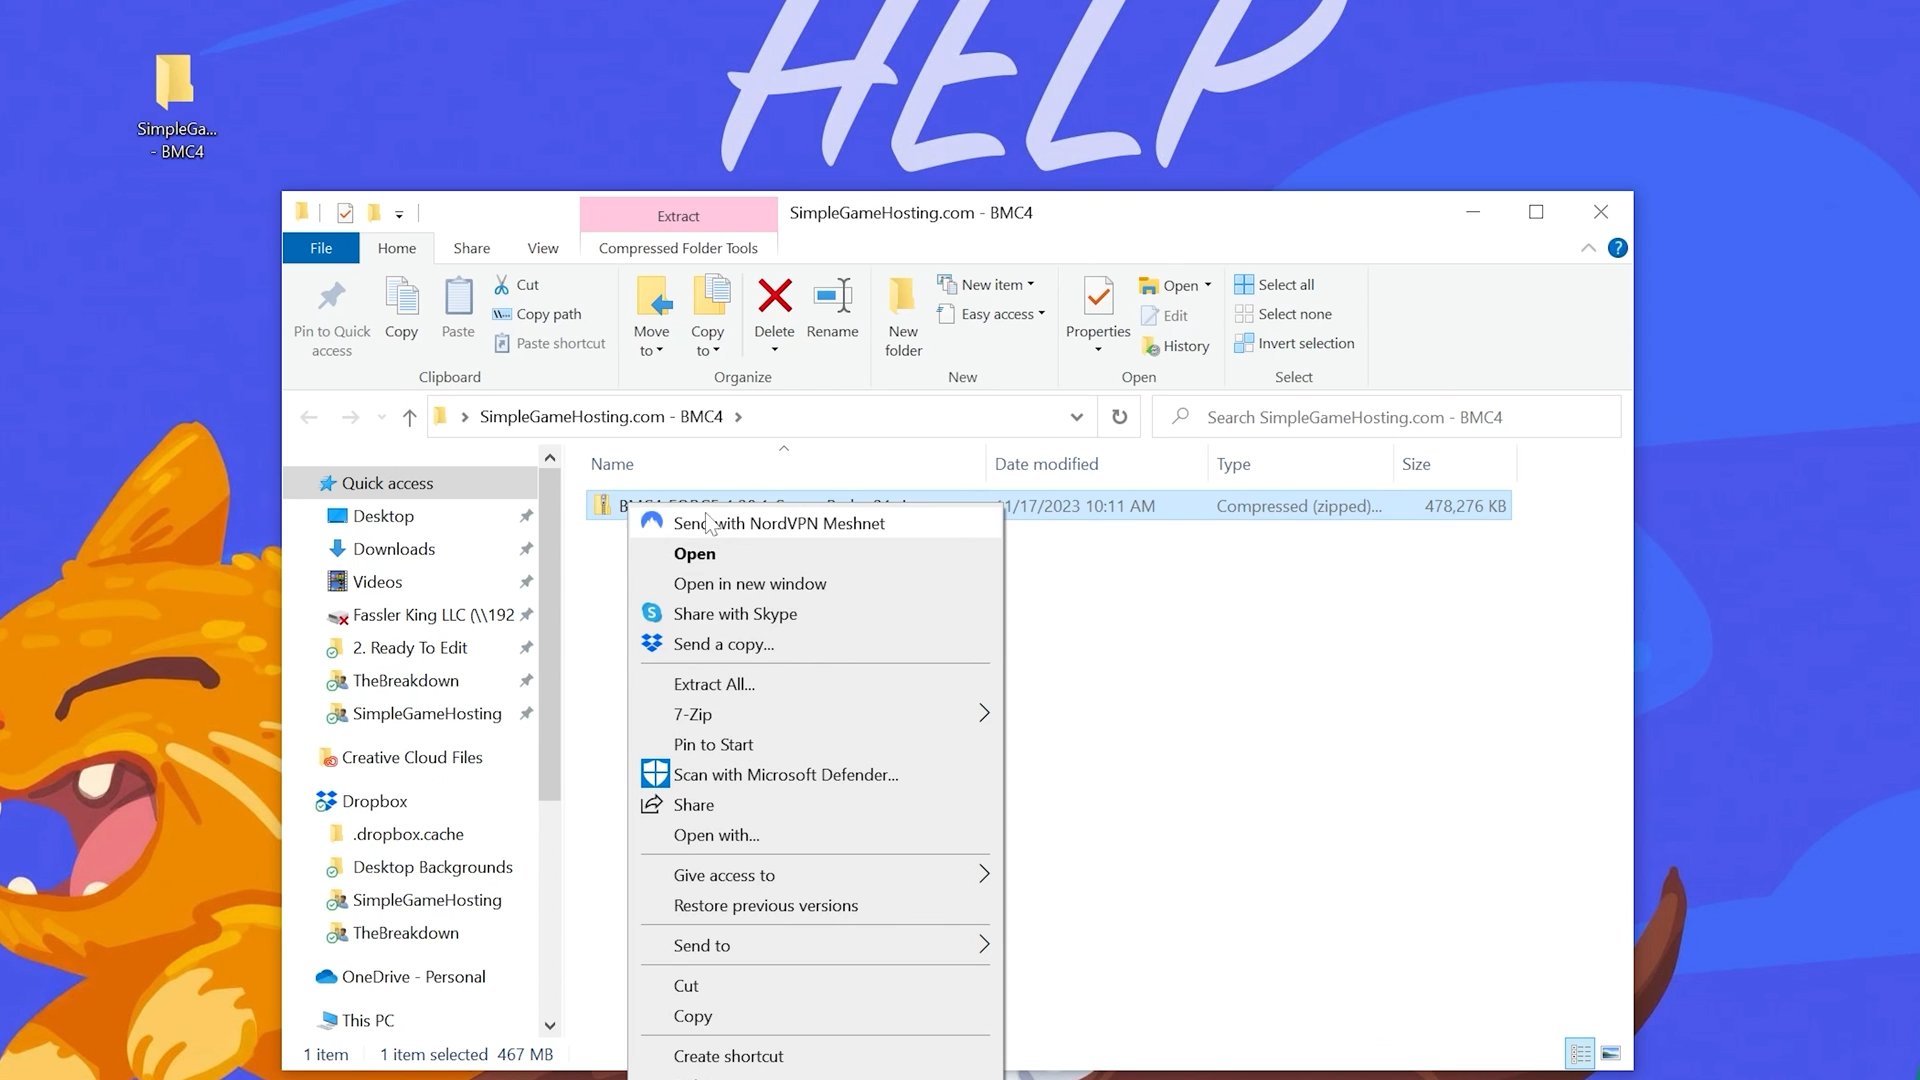 HELP
SimpleGa...
- BMC4
Extract
SimpleGameHosting.com - BMC4
File
Home
Share
View
Compressed Folder Tools
Pin to Quick
access
Copy
Paste
Cut
Copy path
Paste shortcut
Clipboard
Move
to
Copy
to
Delete
Rename
Organize
New
folder
New item
Easy access
New
Properties
Open
Edit
History
Open
Select all
Select none
Invert selection
Select
SimpleGameHosting.com - BMC4
Search SimpleGameHosting.com - BMC4
Name
Date modified
Type
Size
1/17/2023 10:11 AM
Compressed (zipped)...
478,276 KB
Quick access
Desktop
Downloads
Videos
Fassler King LLC (\\192
2. Ready To Edit
TheBreakdown
SimpleGameHosting
Creative Cloud Files
Dropbox
.dropbox.cache
Desktop Backgrounds
SimpleGameHosting
TheBreakdown
OneDrive - Personal
This PC
Send with NordVPN Meshnet
Open
Open in new window
Share with Skype
Send a copy...
Extract All...
7-Zip
Pin to Start
Scan with Microsoft Defender...
Share
Open with...
Give access to
Restore previous versions
Send to
Cut
Copy
Create shortcut
1 item
1 item selected 467 MB